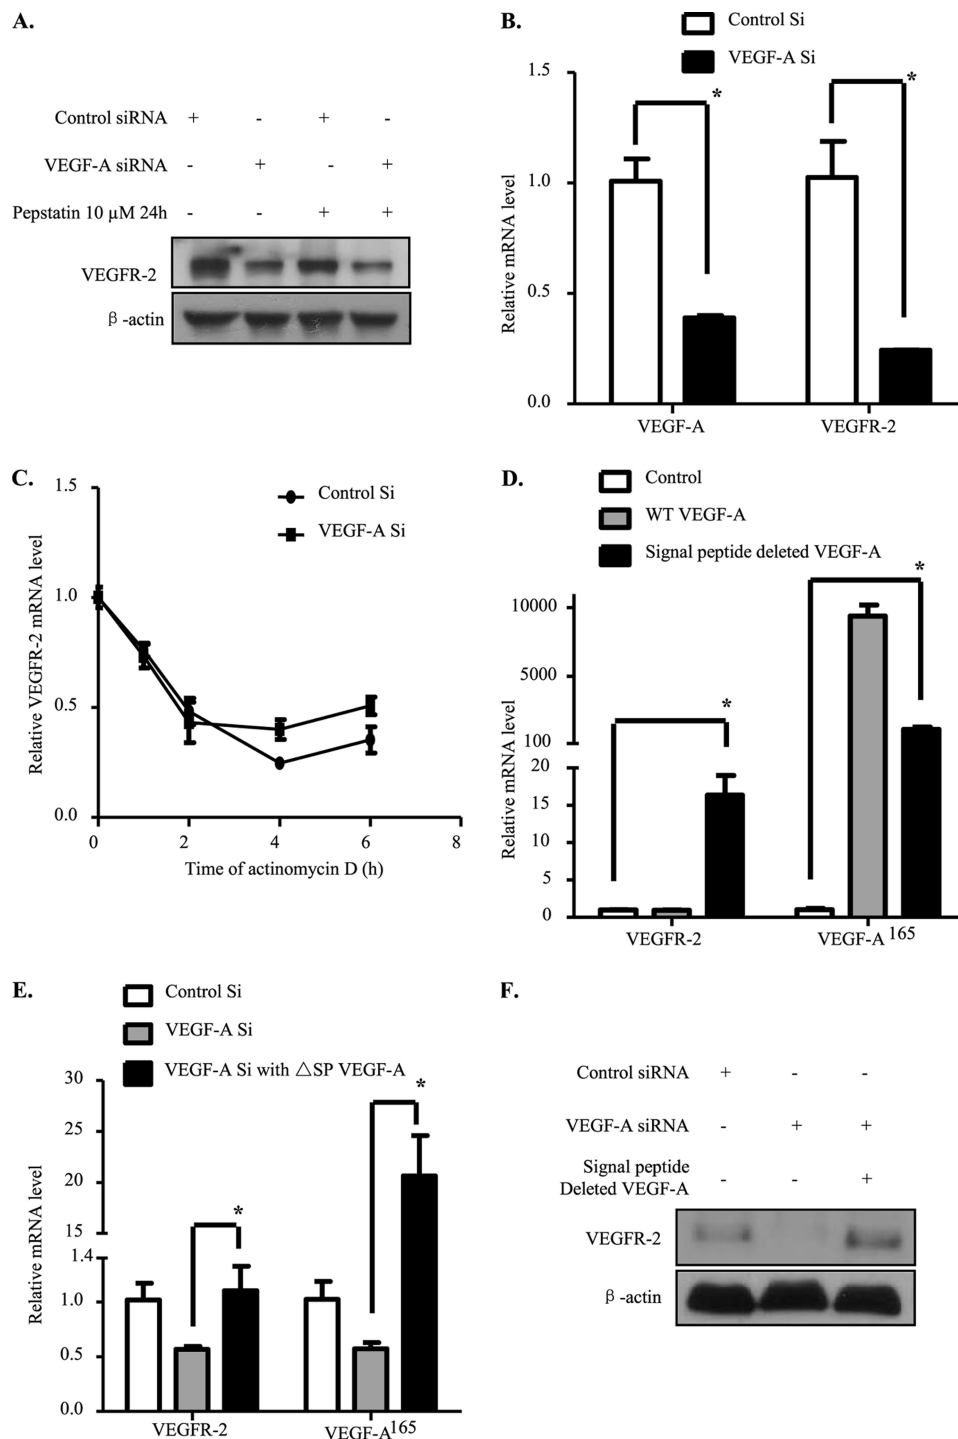 A.
Control siRNA + - + -
VEGF-A siRNA - + - +
Pepstatin 10 µM 24h - - + +
VEGFR-2
β-actin
B.
Control Si
VEGF-A Si
Relative mRNA level
1.5
1.0
0.5
0.0
*
*
VEGF-A VEGFR-2
C.
Control Si
VEGF-A Si
Relative VEGFR-2 mRNA level
1.5
1.0
0.5
0.0
0 2 4 6 8
Time of actinomycin D (h)
D.
Control
WT VEGF-A
Signal peptide deleted VEGF-A
Relative mRNA level
10000
5000
100
20
15
10
5
0
*
*
VEGFR-2 VEGF-A165
E.
Control Si
VEGF-A Si
VEGF-A Si with △SP VEGF-A
Relative mRNA level
30
25
20
15
1.4
1.0
0.5
0.0
*
*
VEGFR-2 VEGF-A165
F.
Control siRNA + - -
VEGF-A siRNA - + +
Signal peptide
Deleted VEGF-A - - +
VEGFR-2
β-actin